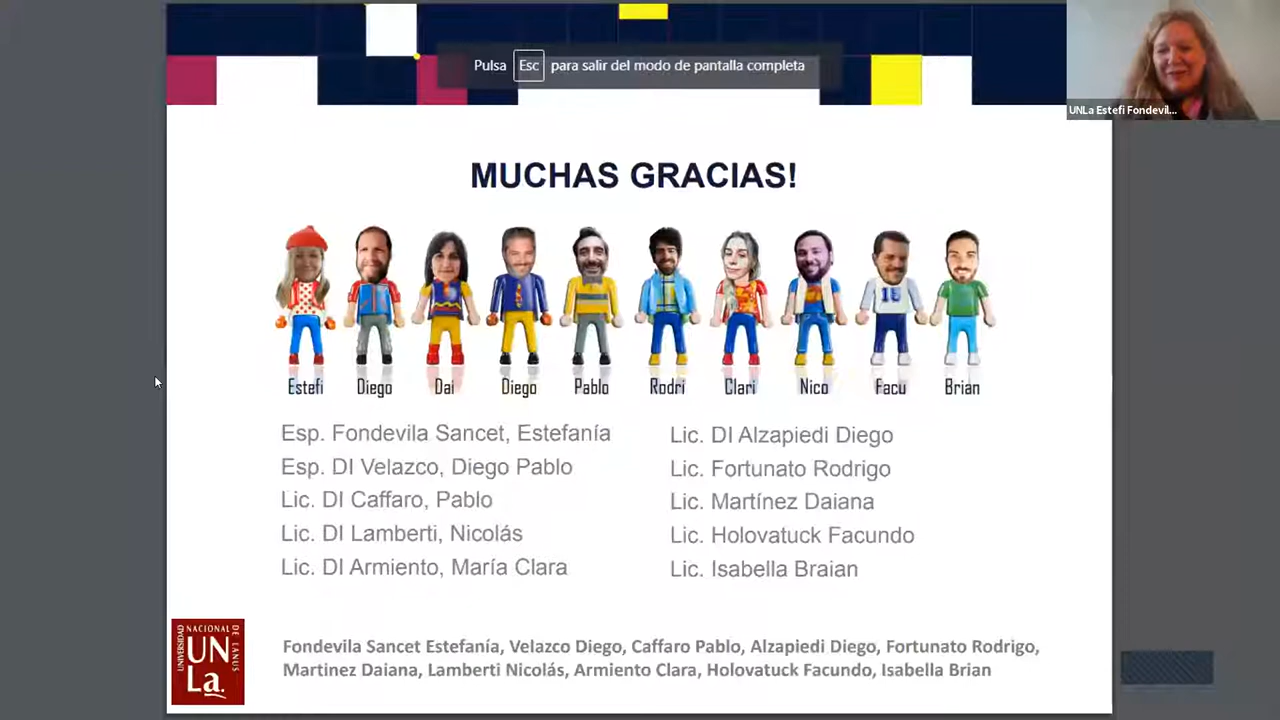 Pulsa Esc para salir del modo de pantalla completa
UNLa Estefi Fondevil...
MUCHAS GRACIAS!
Estefi Diego Dai Diego Pablo Rodri Clari Nico Facu Brian
Esp. Fondevila Sancet, Estefanía
Esp. DI Velazco, Diego Pablo
Lic. DI Caffaro, Pablo
Lic. DI Lamberti, Nicolás
Lic. DI Armiento, María Clara
Lic. DI Alzapiedi Diego
Lic. Fortunato Rodrigo
Lic. Martínez Daiana
Lic. Holovatuck Facundo
Lic. Isabella Braian
UNIVERSIDAD NACIONAL DE LANUS
UN
La.
Fondevila Sancet Estefanía, Velazco Diego, Caffaro Pablo, Alzapiedi Diego, Fortunato Rodrigo,
Martinez Daiana, Lamberti Nicolás, Armiento Clara, Holovatuck Facundo, Isabella Brian